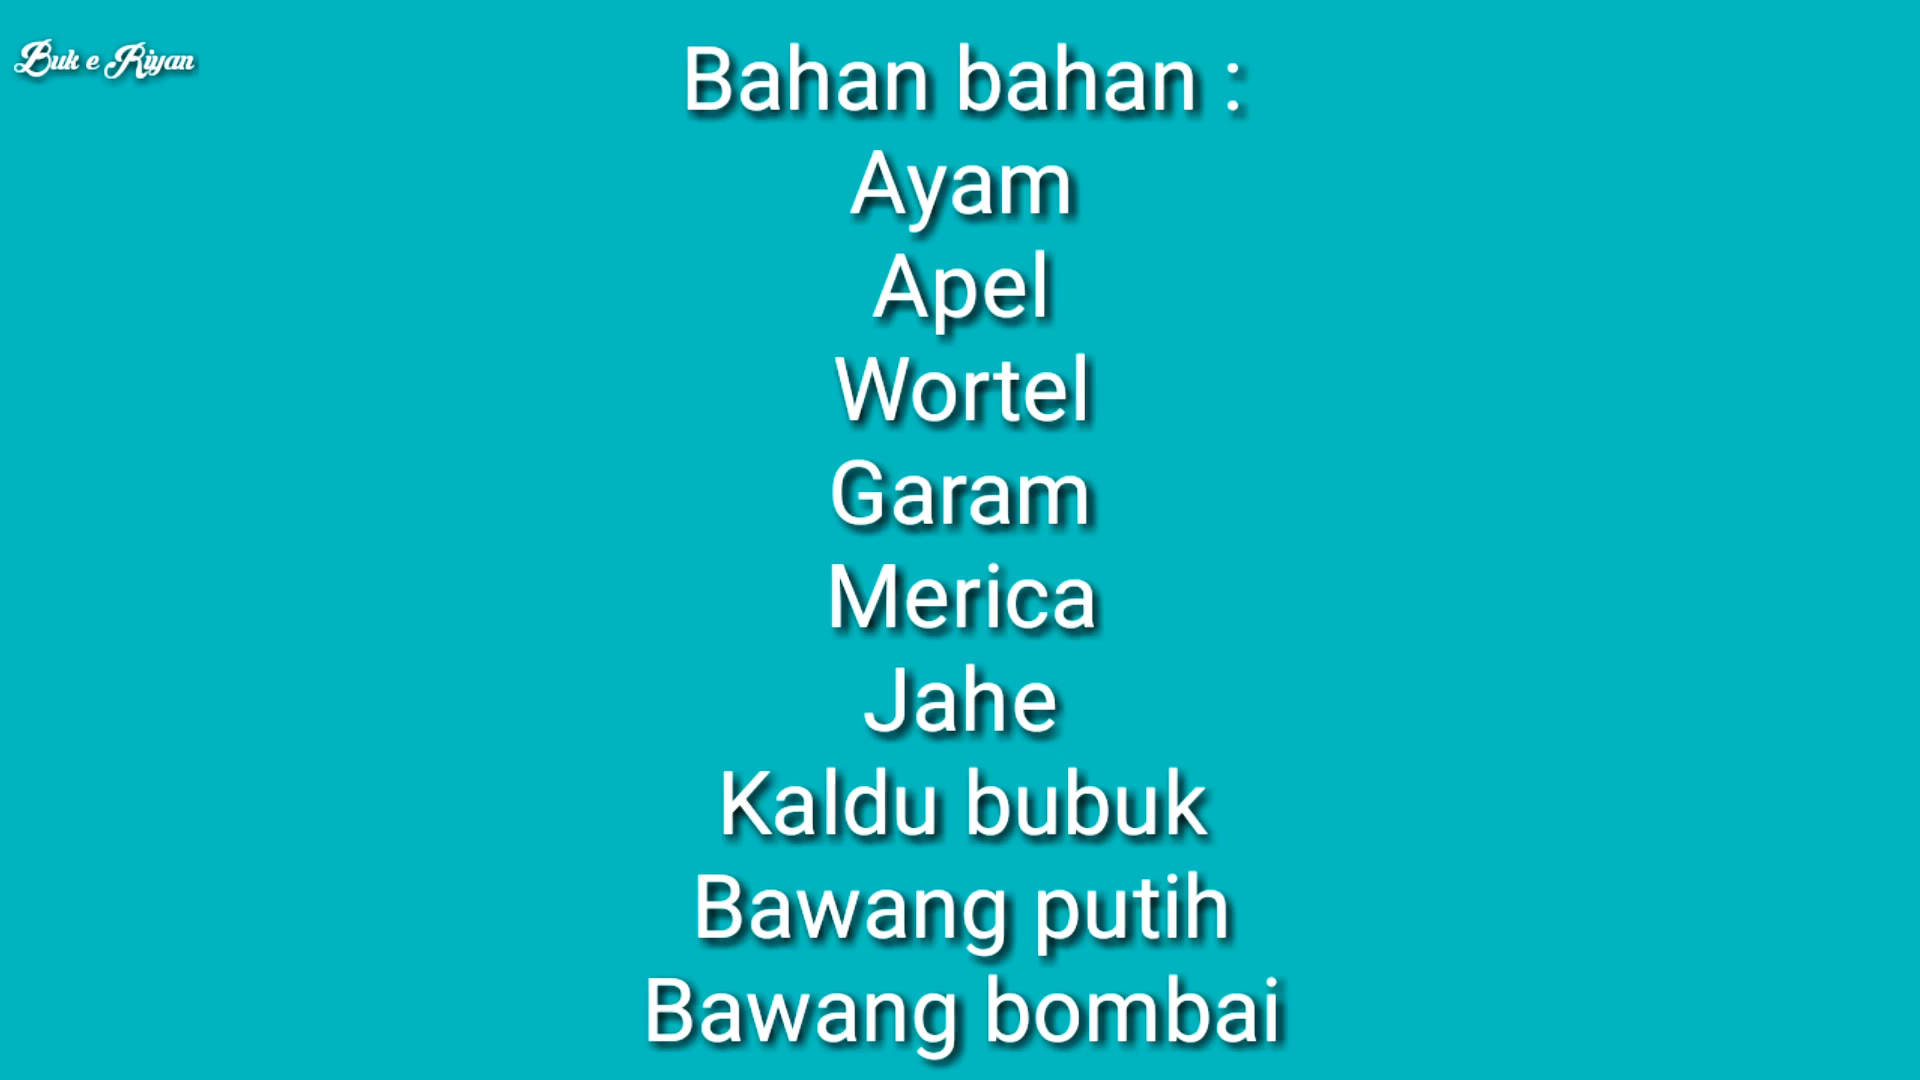 Buk e Riyan
Bahan bahan :
Ayam
Apel
Wortel
Garam
Merica
Jahe
Kaldu bubuk
Bawang putih
Bawang bombai